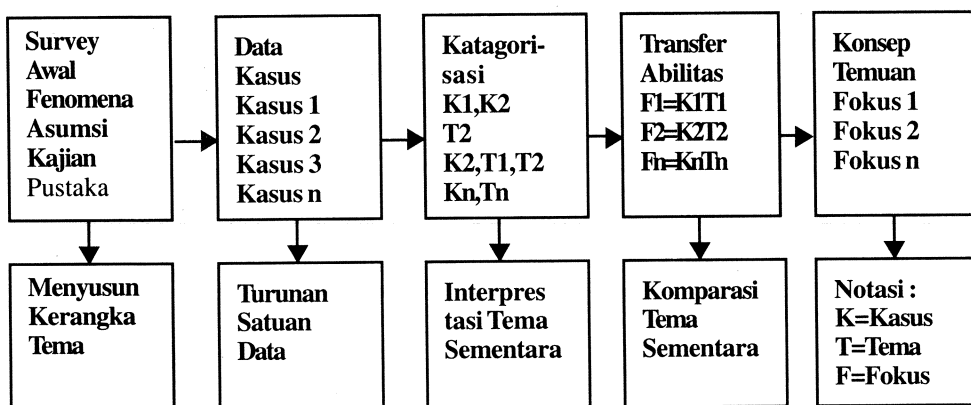 Survey
Awal
Fenomena
Asumsi
Kajian
Pustaka
Data
Kasus
Kasus 1
Kasus 2
Kasus 3
Kasus n
Katagori-
sasi
K1,K2
T2
K2,T1,T2
Kn,Tn
Transfer
Abilitas
F1=K1T1
F2=K2T2
Fn=KnTn
Konsep
Temuan
Fokus 1
Fokus 2
Fokus n
Menyusun
Kerangka
Tema
Turunan
Satuan
Data
Interpres
tasi Tema
Sementara
Komparasi
Tema
Sementara
Notasi :
K=Kasus
T=Tema
F=Fokus